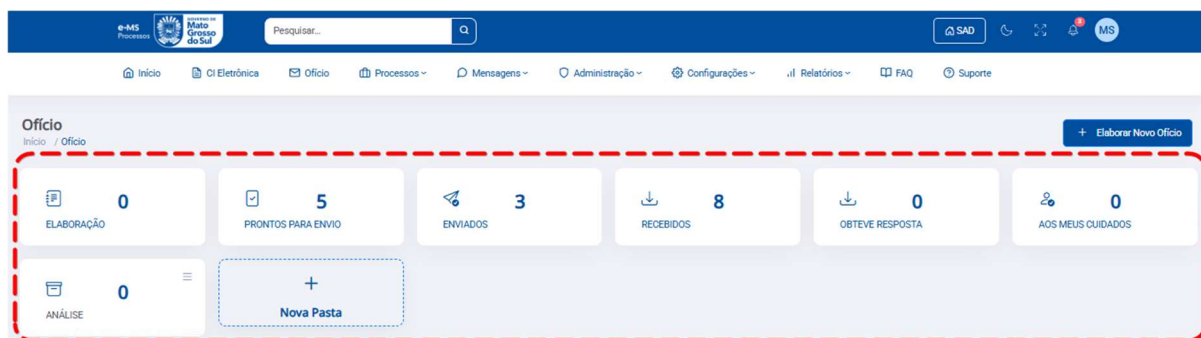 e-MS
Processos
GOVERNO DE
Mato
Grosso
do Sul
Pesquisar...
SAD
MS
Início
CI Eletrônica
Ofício
Processos
Mensagens
Administração
Configurações
Relatórios
FAQ
Suporte
Ofício
Início / Ofício
+ Elaborar Novo Ofício
0
ELABORAÇÃO
5
PRONTOS PARA ENVIO
3
ENVIADOS
8
RECEBIDOS
0
OBTEVE RESPOSTA
0
AOS MEUS CUIDADOS
0
ANÁLISE
+
Nova Pasta